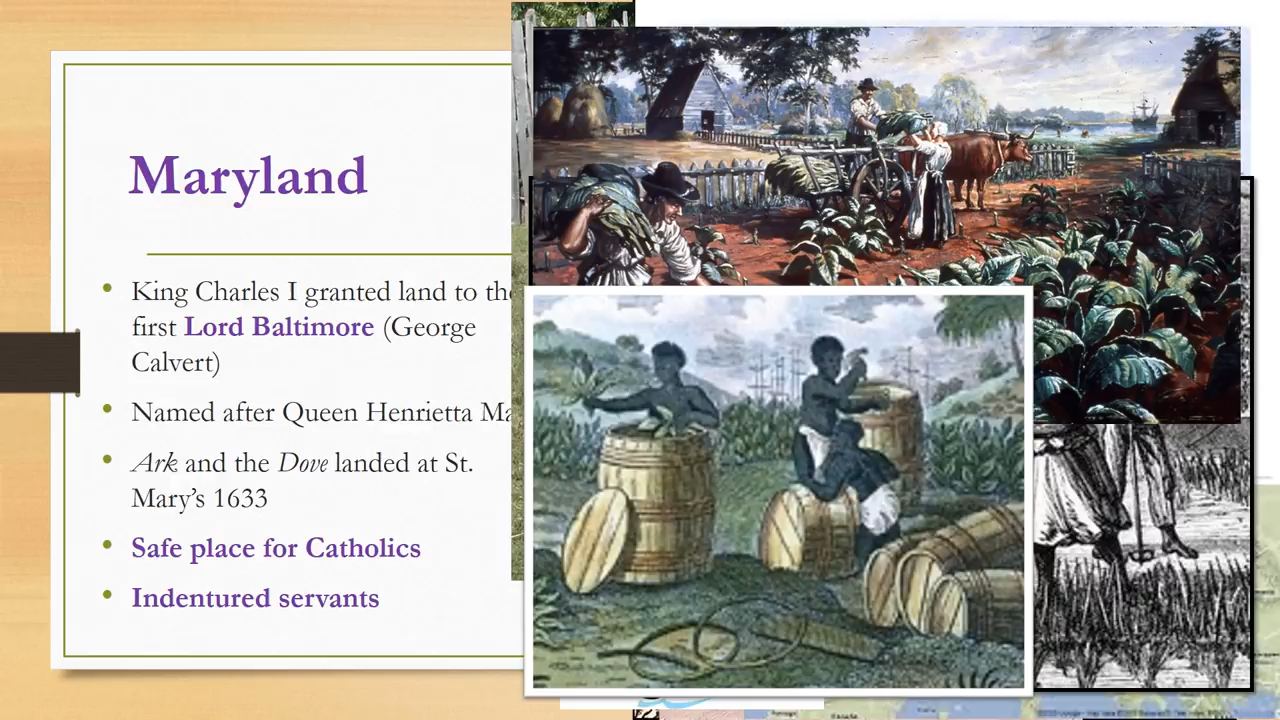 Maryland
• King Charles I granted land to the
first Lord Baltimore (George
Calvert)
• Named after Queen Henrietta Ma
• Ark and the Dove landed at St.
Mary’s 1633
• Safe place for Catholics
• Indentured servants